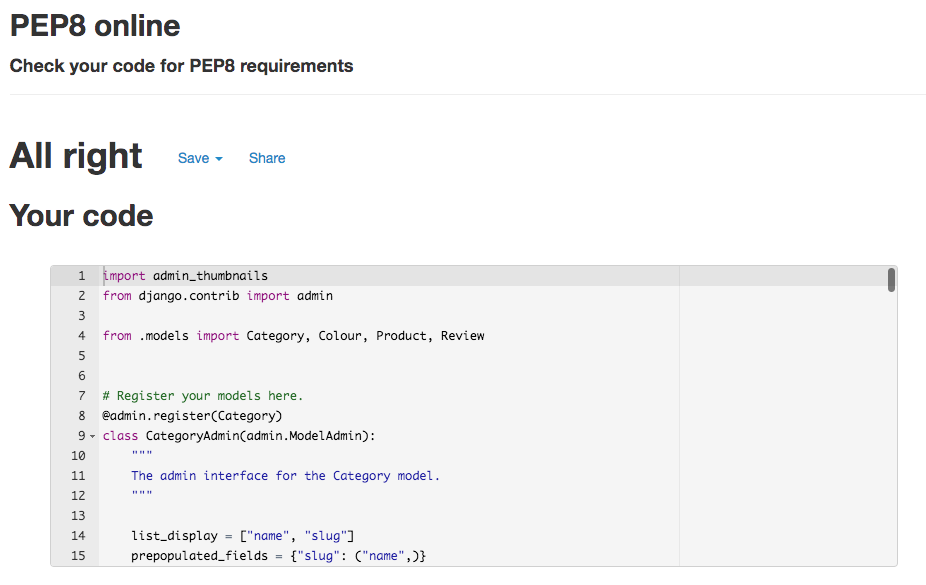 PEP8 online
Check your code for PEP8 requirements
All right Save Share
Your code
1 import admin_thumbnails
2 from django.contrib import admin
3
4 from .models import Category, Colour, Product, Review
5
6
7 # Register your models here.
8 @admin.register(Category)
9 class CategoryAdmin(admin.ModelAdmin):
10 """
11 The admin interface for the Category model.
12 """
13
14 list_display = ["name", "slug"]
15 prepopulated_fields = {"slug": ("name",)}